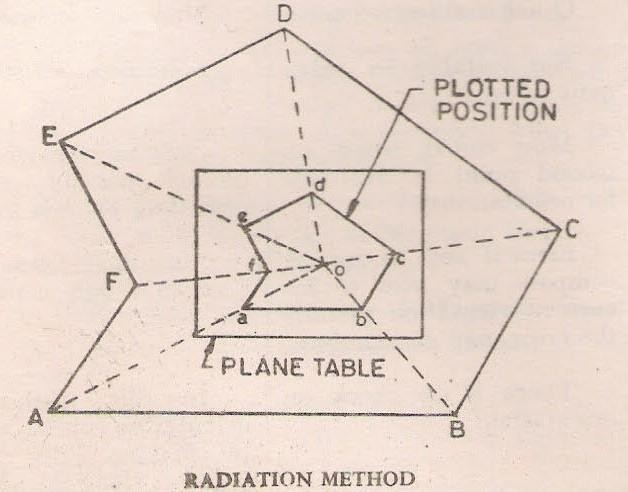 D
PLOTTED
POSITION
E
d
e
C
c
o
F
f
a
b
PLANE TABLE
A
B
RADIATION METHOD